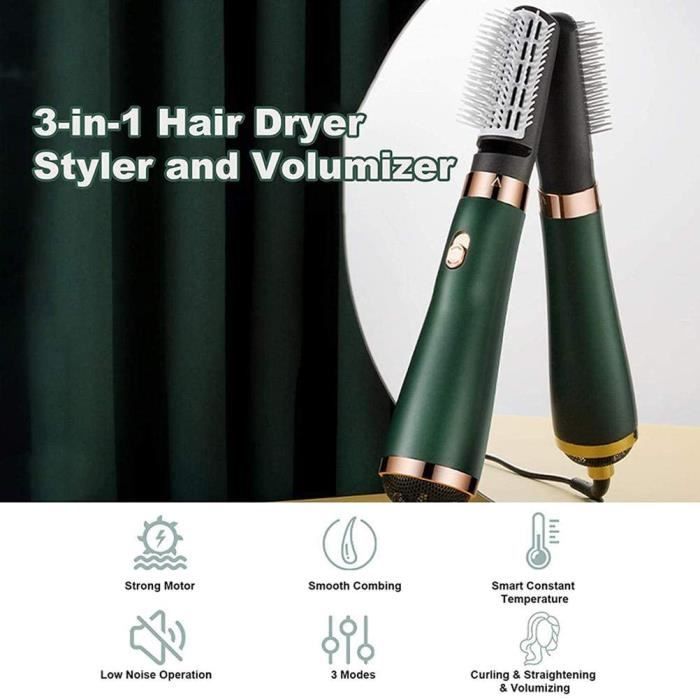 3-in-1 Hair Dryer
Styler and Volumizer
Strong Motor
Smooth Combing
Smart Constant
Temperature
Low Noise Operation
3 Modes
Curling & Straightening
& Volumizing